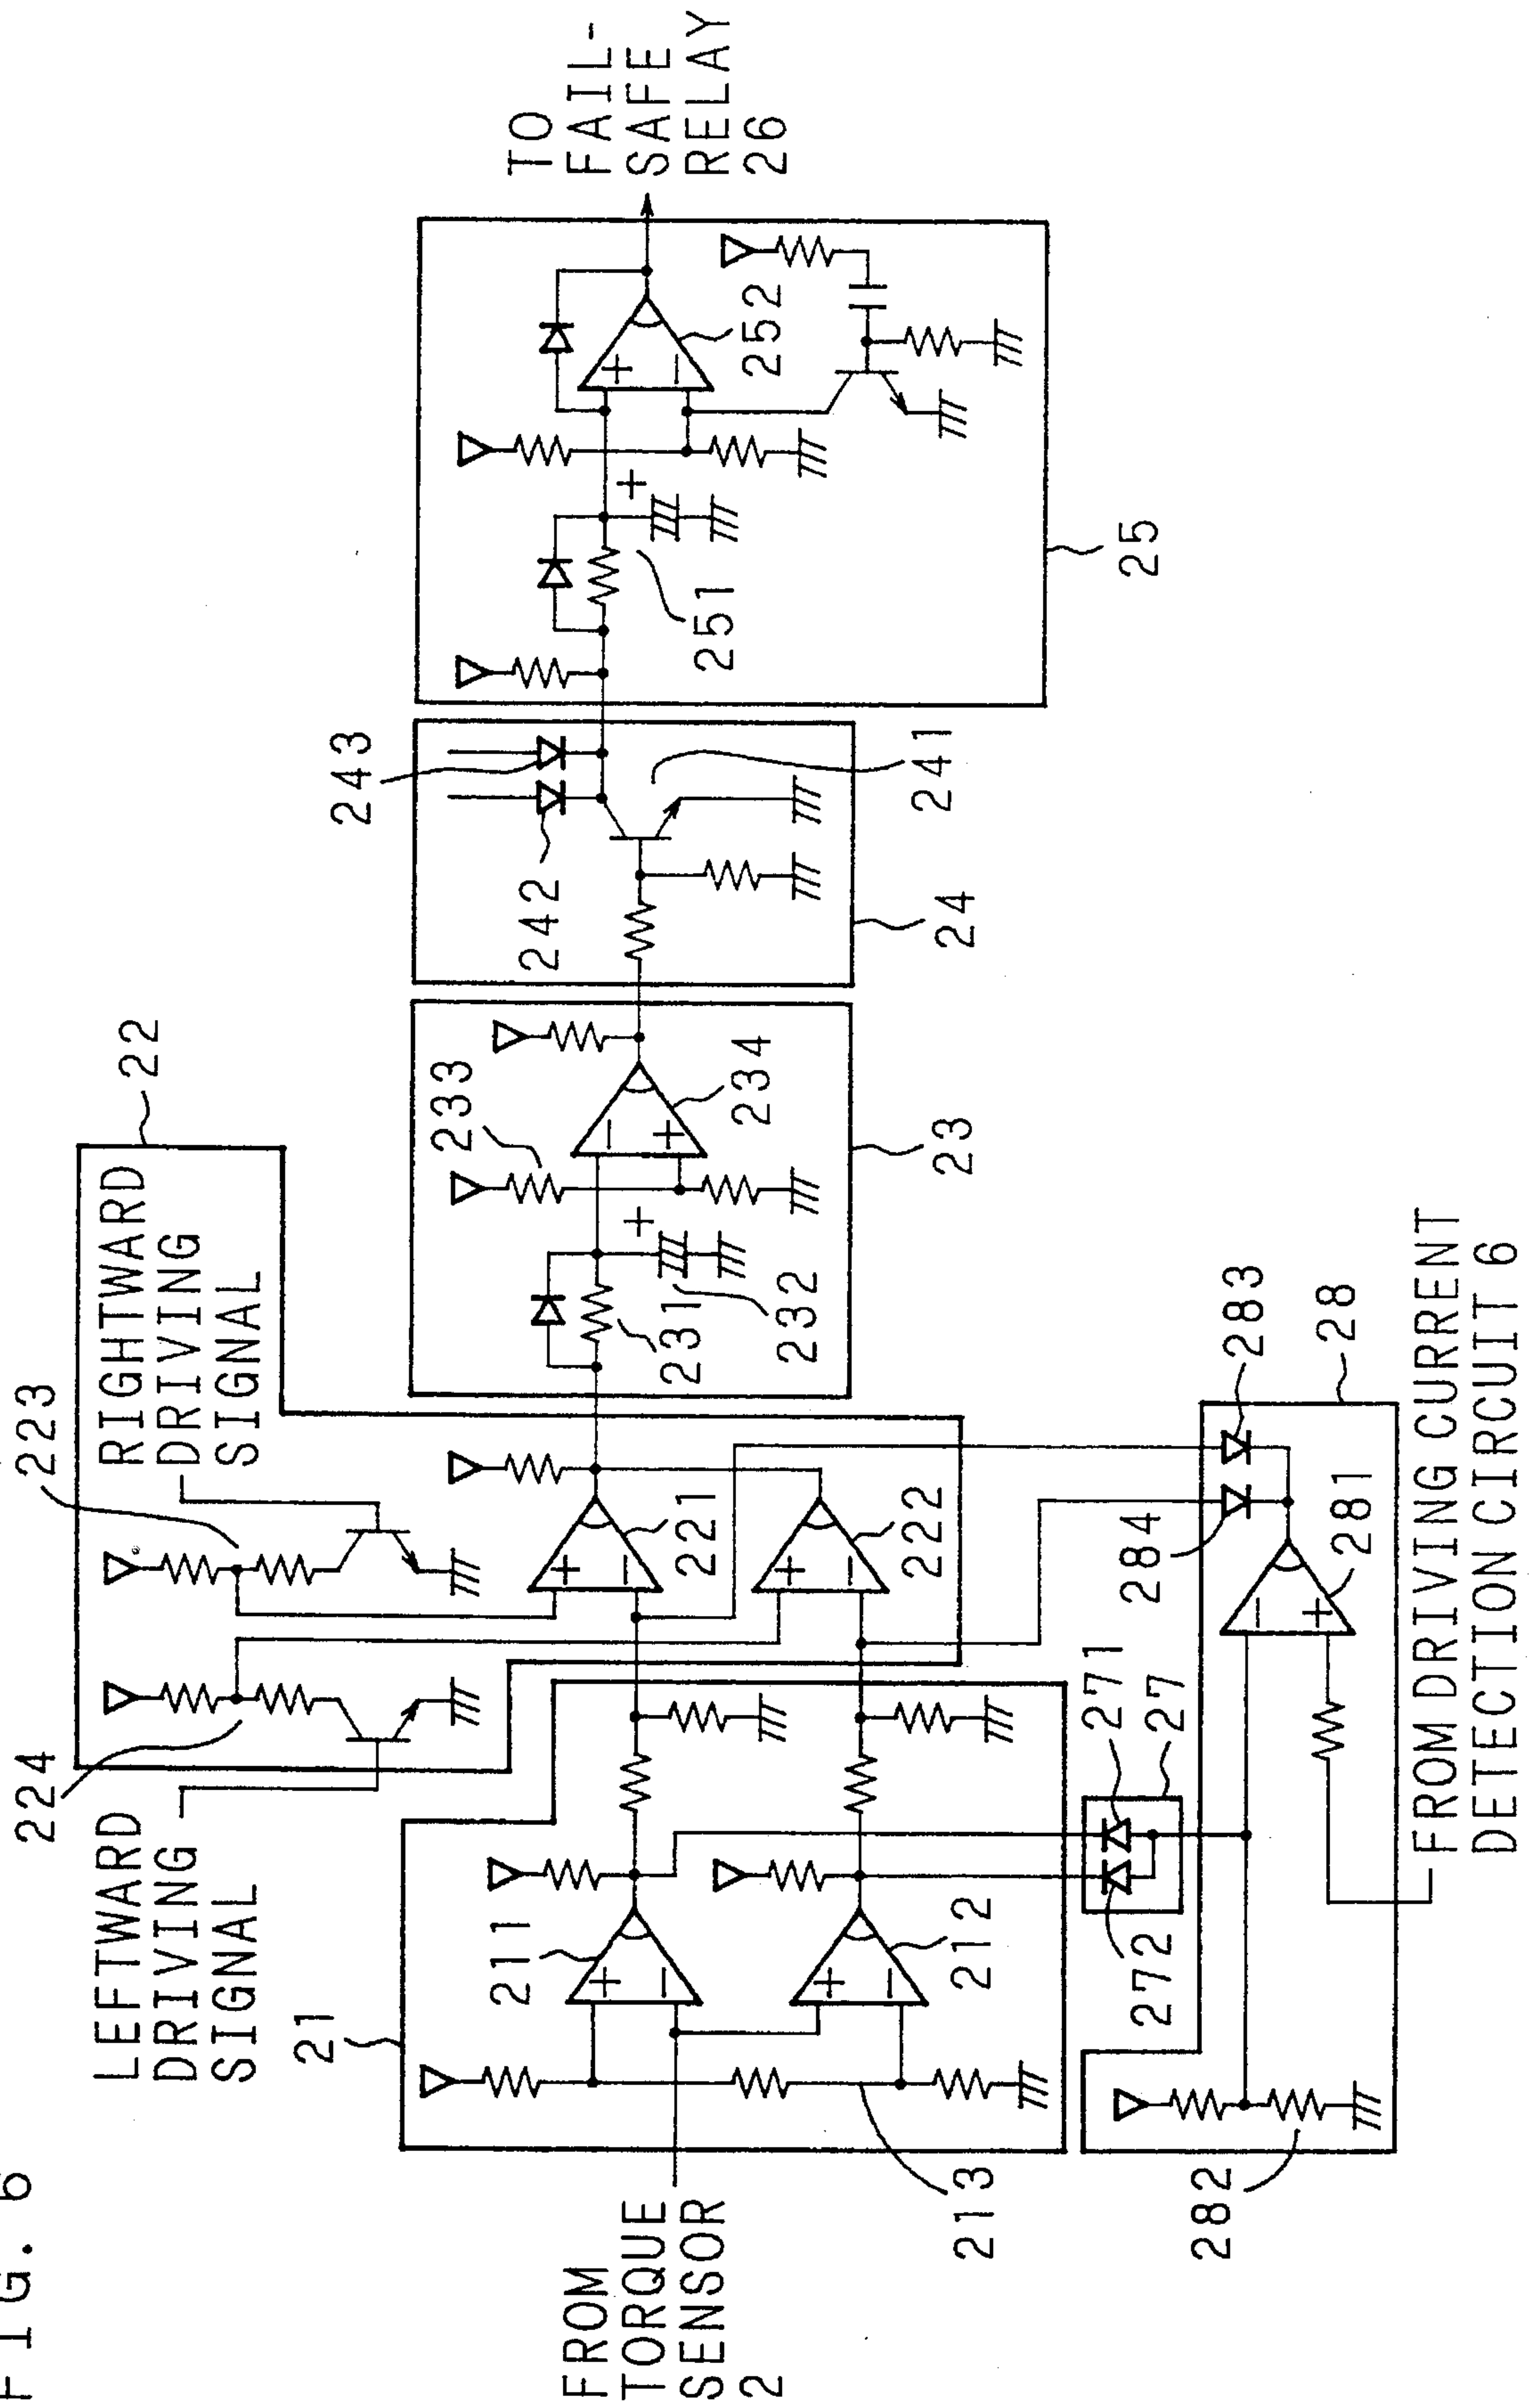 FIG. 6
LEFTWARD
DRIVING
SIGNAL
224
223
RIGHTWARD
DRIVING
SIGNAL
22
21
211
212
213
FROM
TORQUE
SENSOR
2
221
222
231
232
233
234
23
242
243
241
24
251
252
25
TO
FAIL-
SAFE
RELAY
26
271
272
27
282
284
283
281
28
FROM DRIVING CURRENT
DETECTION CIRCUIT 6
+
−
+
−
+
−
+
−
+
−
+
+
+
−
−
+